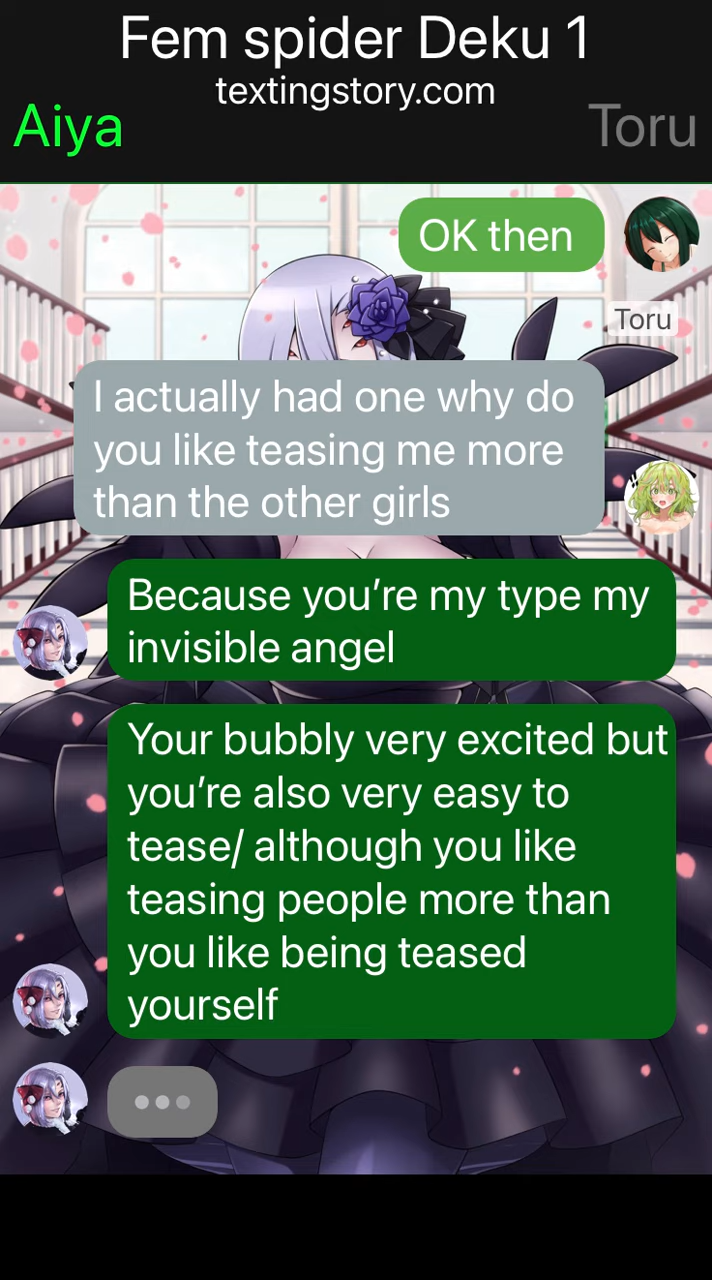 Fem spider Deku 1
textingstory.com
Aiya
Toru
OK then
Toru
I actually had one why do
you like teasing me more
than the other girls
Because you’re my type my
invisible angel
Your bubbly very excited but
you’re also very easy to
tease/ although you like
teasing people more than
you like being teased
yourself